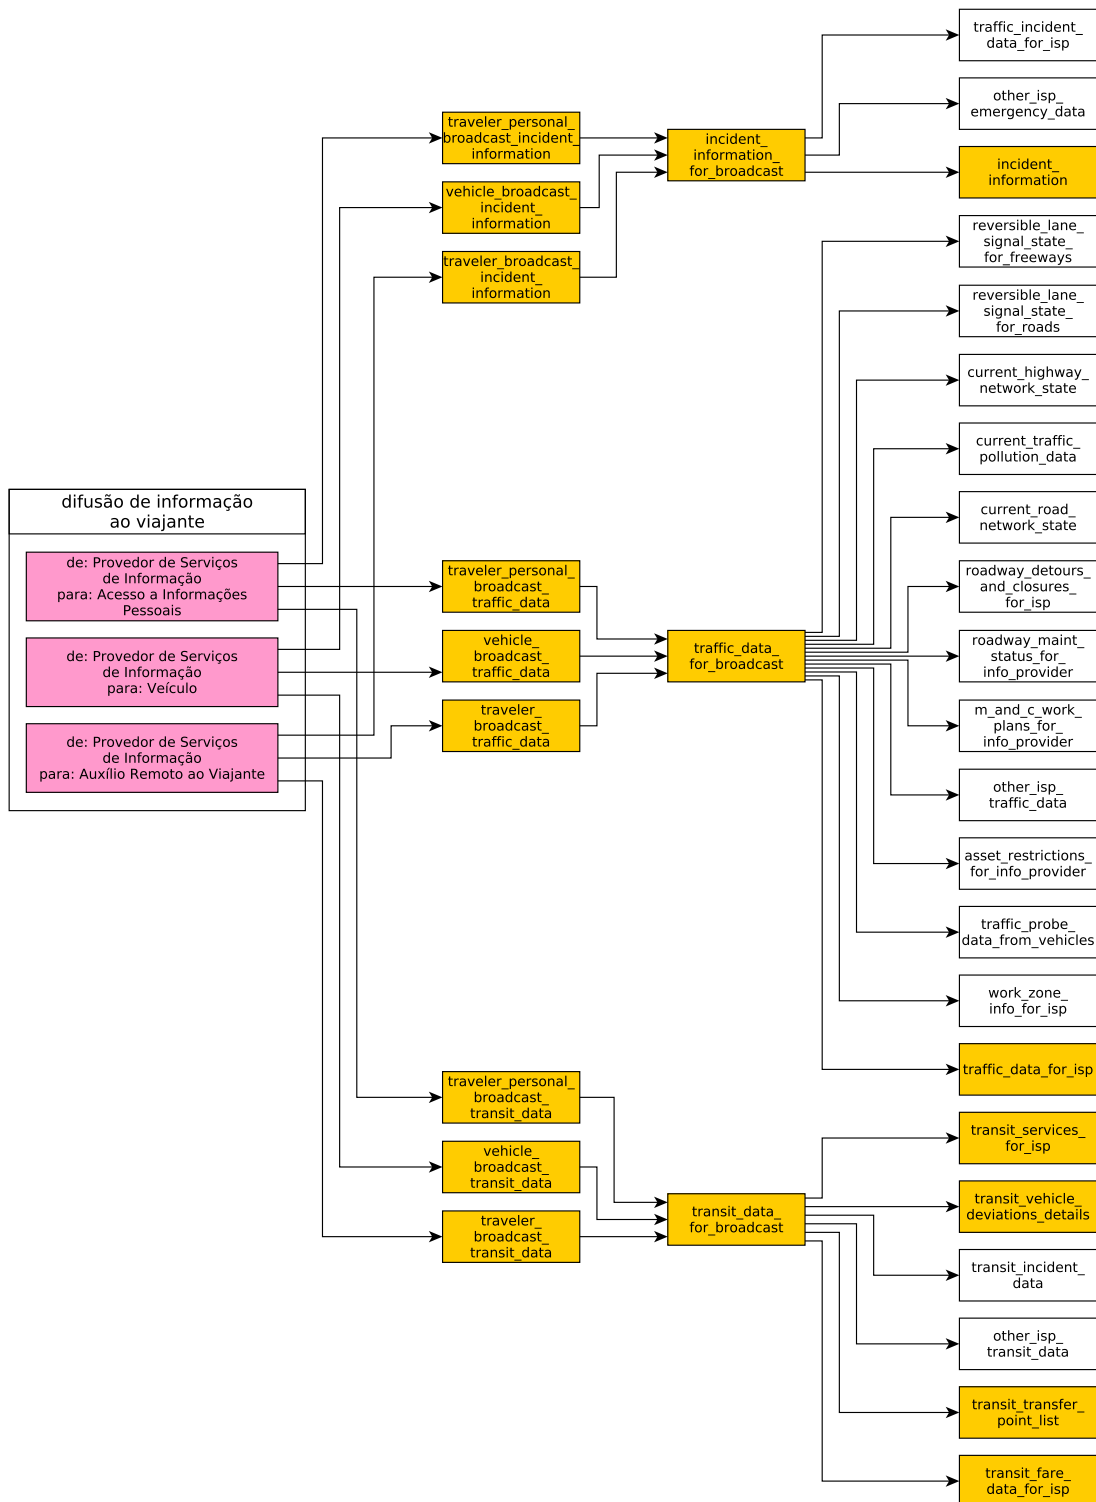 difusão de informação
ao viajante
de: Provedor de Serviços
de Informação
para: Acesso a Informações
Pessoais
de: Provedor de Serviços
de Informação
para: Veículo
de: Provedor de Serviços
de Informação
para: Auxílio Remoto ao Viajante
traveler_personal_
broadcast_incident_
information
vehicle_broadcast_
incident_
information
traveler_broadcast_
incident_
information
traveler_personal_
broadcast_
traffic_data
vehicle_
broadcast_
traffic_data
traveler_
broadcast_
traffic_data
traveler_personal_
broadcast_
transit_data
vehicle_
broadcast_
transit_data
traveler_
broadcast_
transit_data
incident_
information_
for_broadcast
traffic_data_
for_broadcast
transit_data_
for_broadcast
traffic_incident_
data_for_isp
other_isp_
emergency_data
incident_
information
reversible_lane_
signal_state_
for_freeways
reversible_lane_
signal_state_
for_roads
current_highway_
network_state
current_traffic_
pollution_data
current_road_
network_state
roadway_detours_
and_closures_
for_isp
roadway_maint_
status_for_
info_provider
m_and_c_work_
plans_for_
info_provider
other_isp_
traffic_data
asset_restrictions_
for_info_provider
traffic_probe_
data_from_vehicles
work_zone_
info_for_isp
traffic_data_for_isp
transit_services_
for_isp
transit_vehicle_
deviations_details
transit_incident_
data
other_isp_
transit_data
transit_transfer_
point_list
transit_fare_
data_for_isp